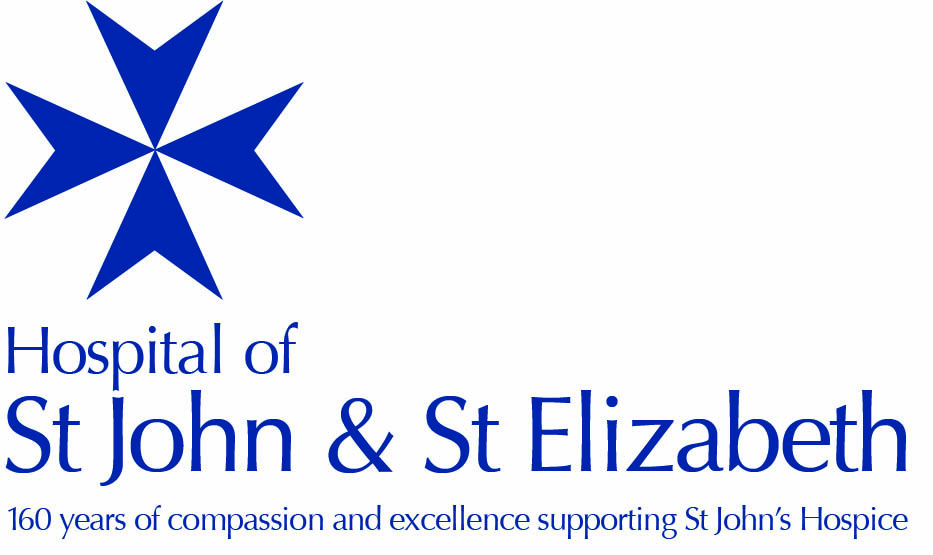 Hospital of
St John & St Elizabeth
160 years of compassion and excellence supporting St John’s Hospice